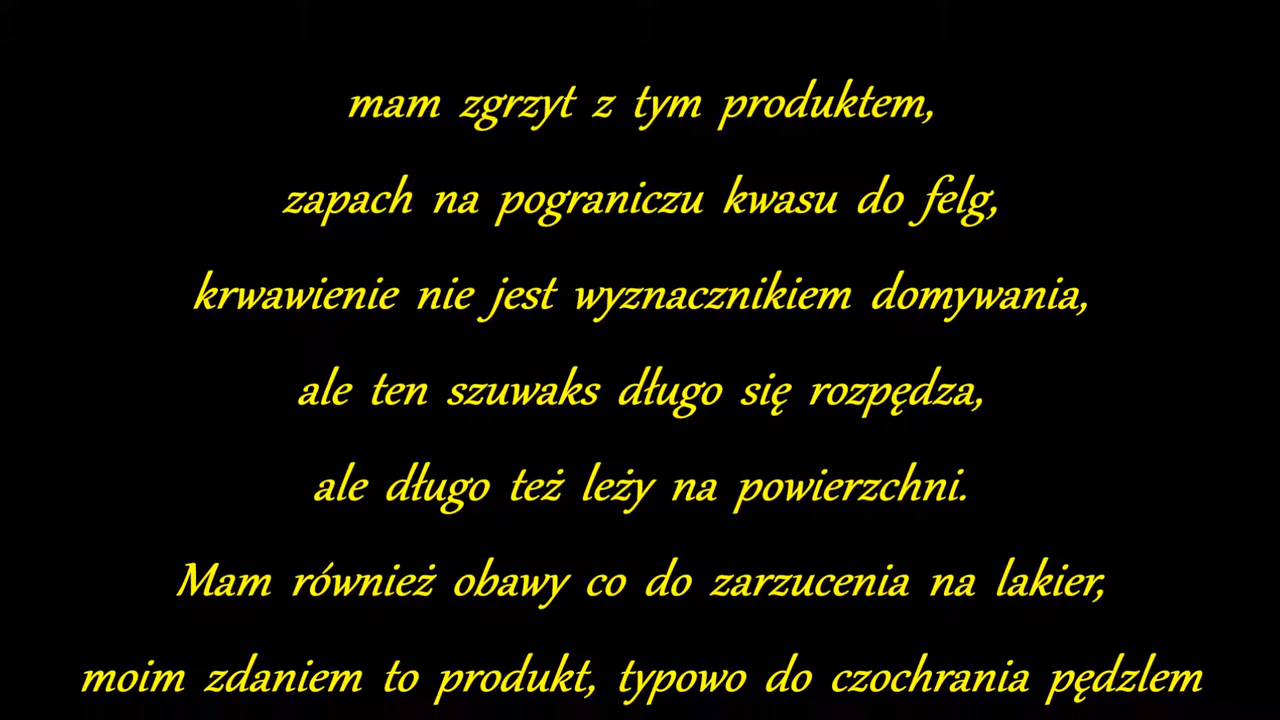 mam zgrzyt z tym produktem,
zapach na pograniczu kwasu do felg,
krwawienie nie jest wyznacznikiem domywania,
ale ten szuwaks długo się rozpędza,
ale długo też leży na powierzchni.
Mam również obawy co do zarzucenia na lakier,
moim zdaniem to produkt, typowo do czochrania pędzlem